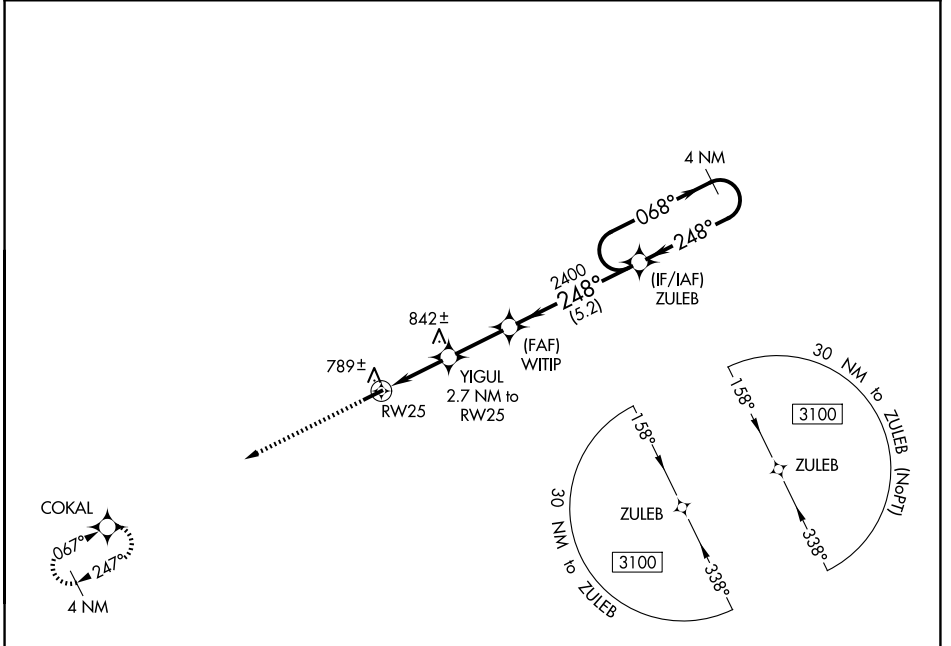 4 NM
068°
248°
(IF/IAF)
ZULEB
2400
248°
(5.2)
842±
(FAF)
WITIP
789±
YIGUL
2.7 NM to
RW25
RW25
COKAL
067°
247°
4 NM
158°
ZULEB
3100
338°
30 NM to ZULEB
30 NM to ZULEB (NoPT)
158°
3100
ZULEB
338°